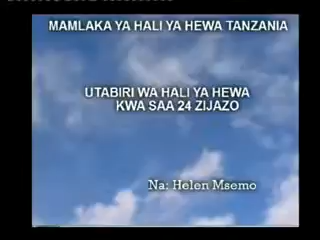 MAMLAKA YA HALI YA HEWA TANZANIA
UTABIRI WA HALI YA HEWA
KWA SAA 24 ZIJAZO
Na: Helen Msemo